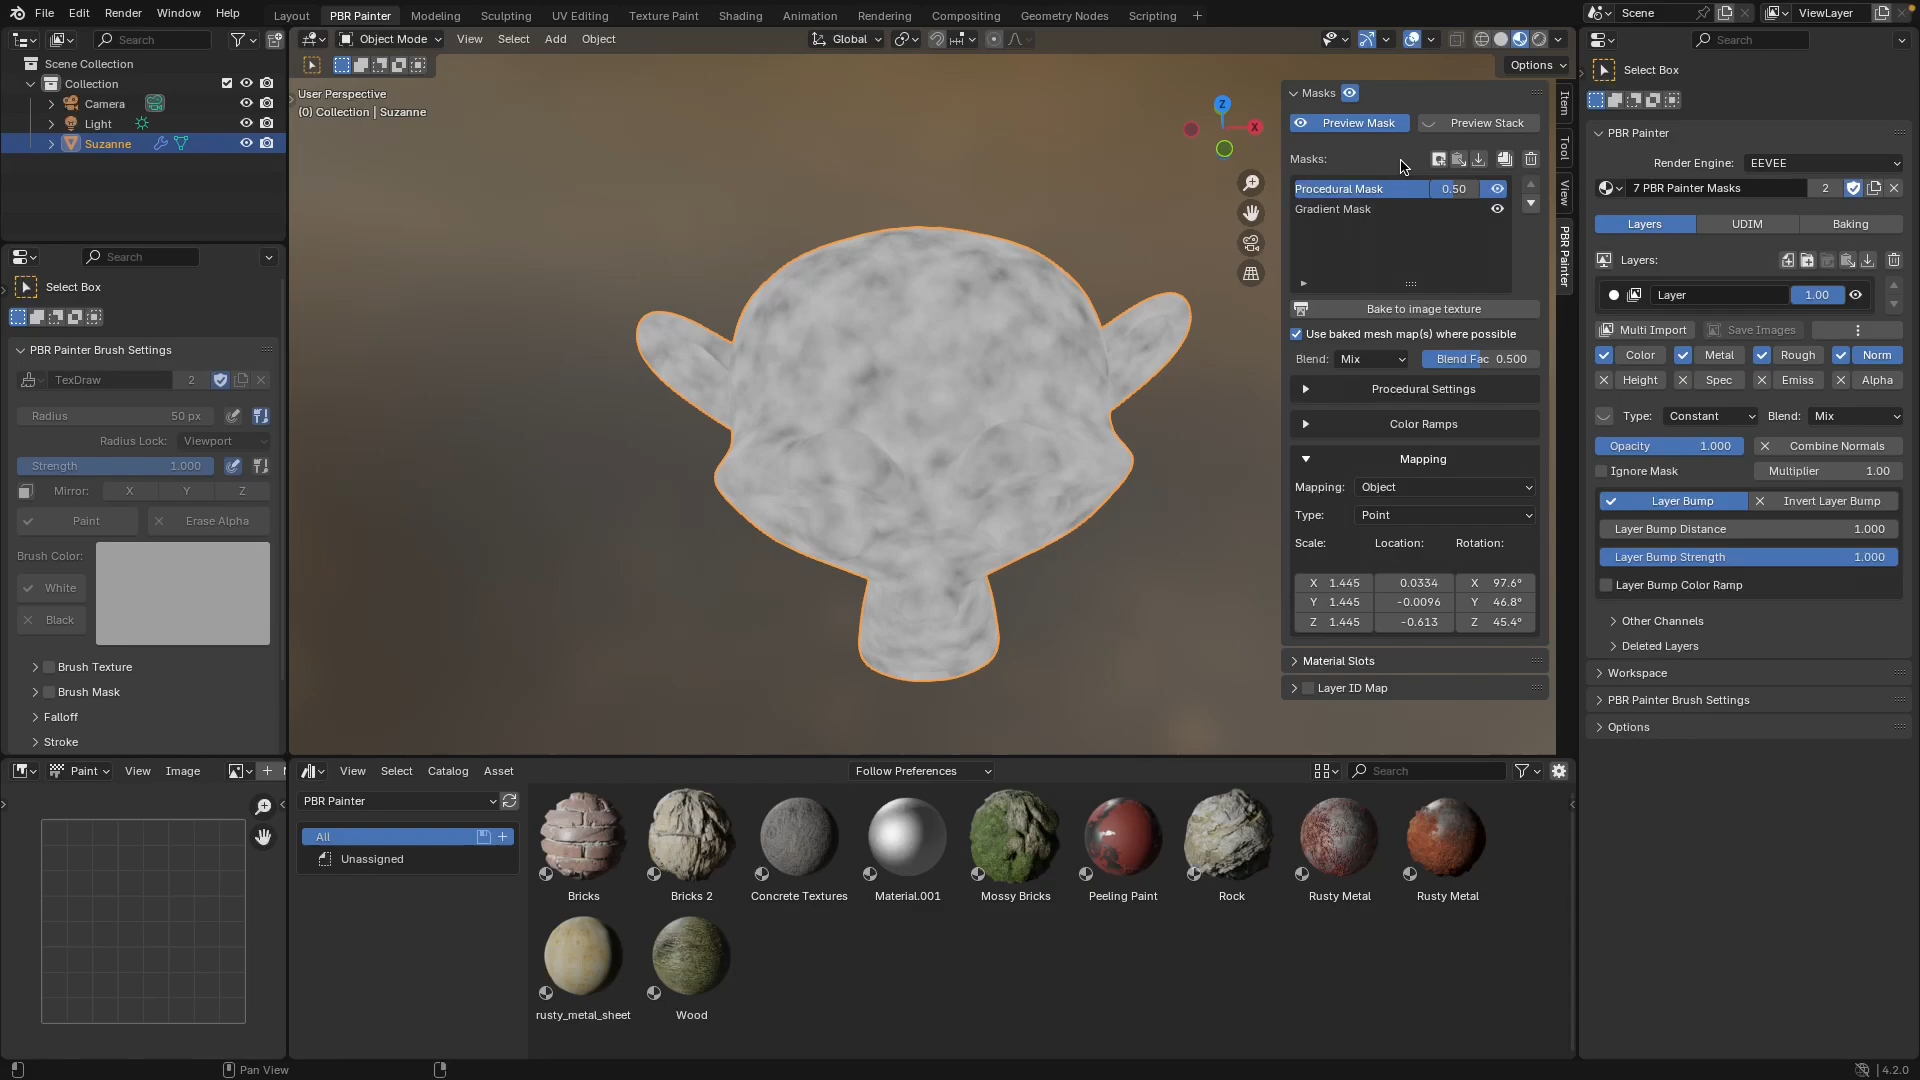 File Edit Render Window Help Layout PBR Painter Modeling Sculpting UV Editing Texture Paint Shading Animation Rendering Compositing Geometry Nodes Scripting + Scene ViewLayer
Search
Scene Collection
Collection
Camera
Light
Suzanne
Search
Select Box
PBR Painter Brush Settings
TexDraw 2
Radius 50 px
Radius Lock: Viewport
Strength 1.000
Mirror: X Y Z
Paint Erase Alpha
Brush Color:
White
Black
Brush Texture
Brush Mask
Falloff
Stroke
Paint View Image
Object Mode View Select Add Object Global
Options
User Perspective
(0) Collection | Suzanne
Z
X
Masks
Preview Mask Preview Stack
Masks:
Procedural Mask 0.50
Gradient Mask
Bake to image texture
Use baked mesh map(s) where possible
Blend: Mix Blend Fac 0.500
Procedural Settings
Color Ramps
Mapping
Mapping: Object
Type: Point
Scale: Location: Rotation:
X 1.445 0.0334 X 97.6°
Y 1.445 -0.0096 Y 46.8°
Z 1.445 -0.613 Z 45.4°
Material Slots
Layer ID Map
Item
Tool
View
PBR Painter
View Select Catalog Asset Follow Preferences Search
PBR Painter
All
Unassigned
Bricks Bricks 2 Concrete Textures Material.001 Mossy Bricks Peeling Paint Rock Rusty Metal Rusty Metal
rusty_metal_sheet Wood
Search
Select Box
PBR Painter
Render Engine: EEVEE
7 PBR Painter Masks 2
Layers UDIM Baking
Layers:
Layer 1.00
Multi Import Save Images
Color Metal Rough Norm
Height Spec Emiss Alpha
Type: Constant Blend: Mix
Opacity 1.000 Combine Normals
Ignore Mask Multiplier 1.00
Layer Bump Invert Layer Bump
Layer Bump Distance 1.000
Layer Bump Strength 1.000
Layer Bump Color Ramp
Other Channels
Deleted Layers
Workspace
PBR Painter Brush Settings
Options
Pan View
4.2.0